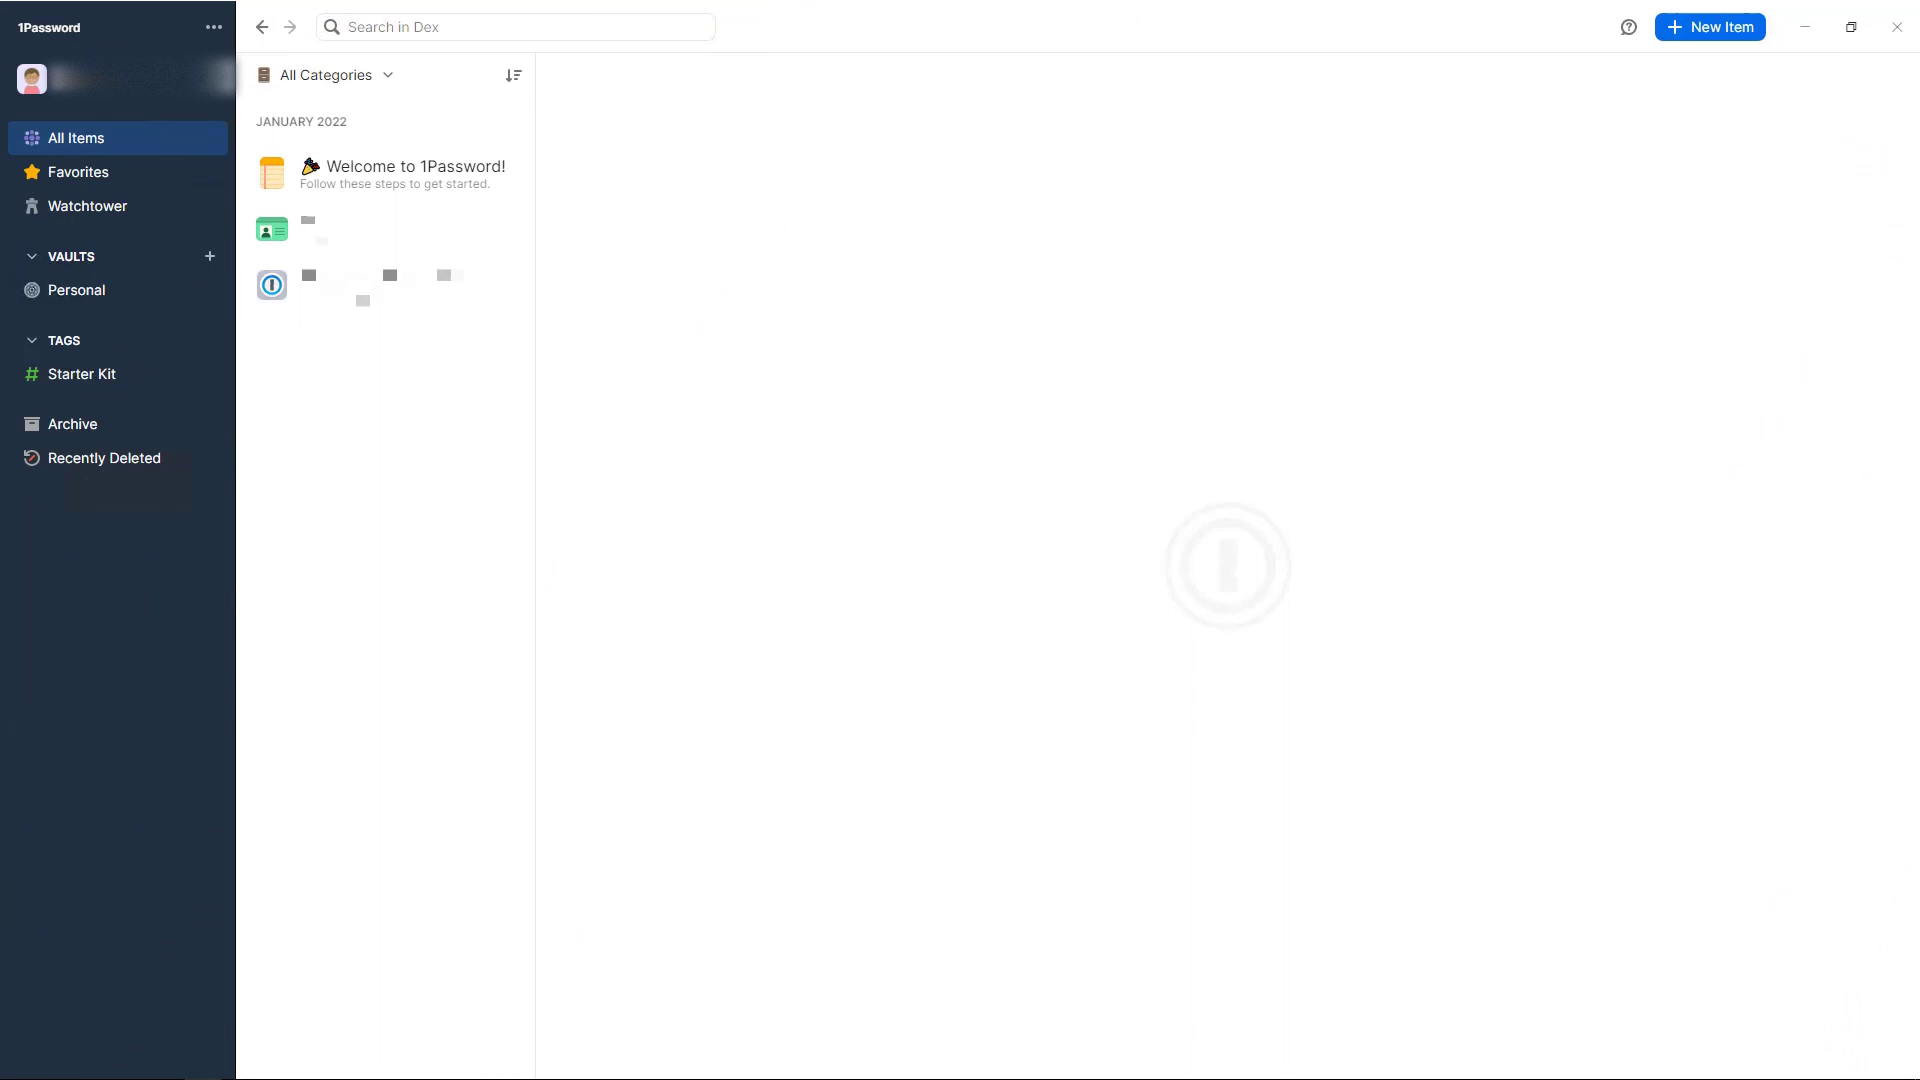 1Password
Search in Dex
New Item
All Categories
JANUARY 2022
All Items
Favorites
Watchtower
VAULTS
Personal
TAGS
Starter Kit
Archive
Recently Deleted
Welcome to 1Password!
Follow these steps to get started.